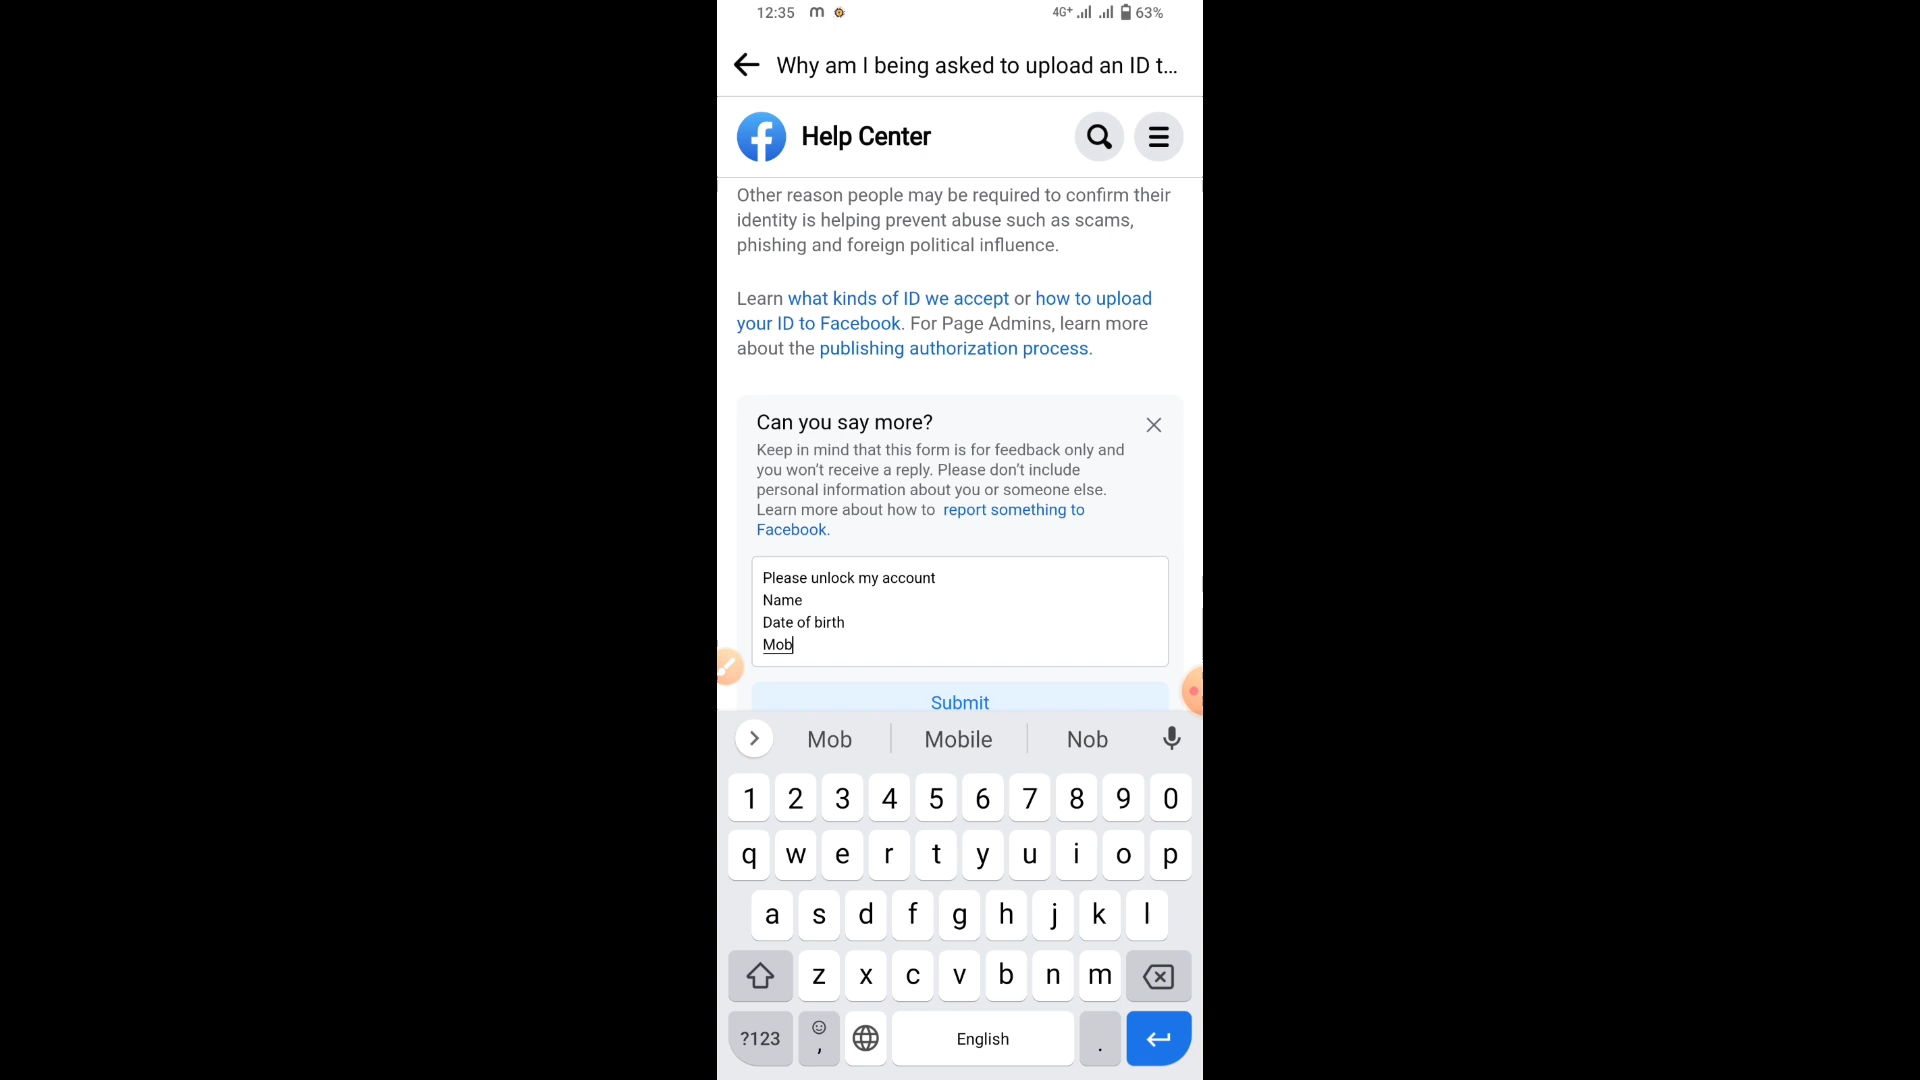 12:35 m 4G+ 63%
Why am I being asked to upload an ID t...
Help Center
Other reason people may be required to confirm their
identity is helping prevent abuse such as scams,
phishing and foreign political influence.
Learn what kinds of ID we accept or how to upload
your ID to Facebook. For Page Admins, learn more
about the publishing authorization process.
Can you say more?
Keep in mind that this form is for feedback only and
you won't receive a reply. Please don't include
personal information about you or someone else.
Learn more about how to report something to
Facebook.
Please unlock my account
Name
Date of birth
Mob
Submit
Mob Mobile Nob
1 2 3 4 5 6 7 8 9 0
q w e r t y u i o p
a s d f g h j k l
z x c v b n m
?123 , English .